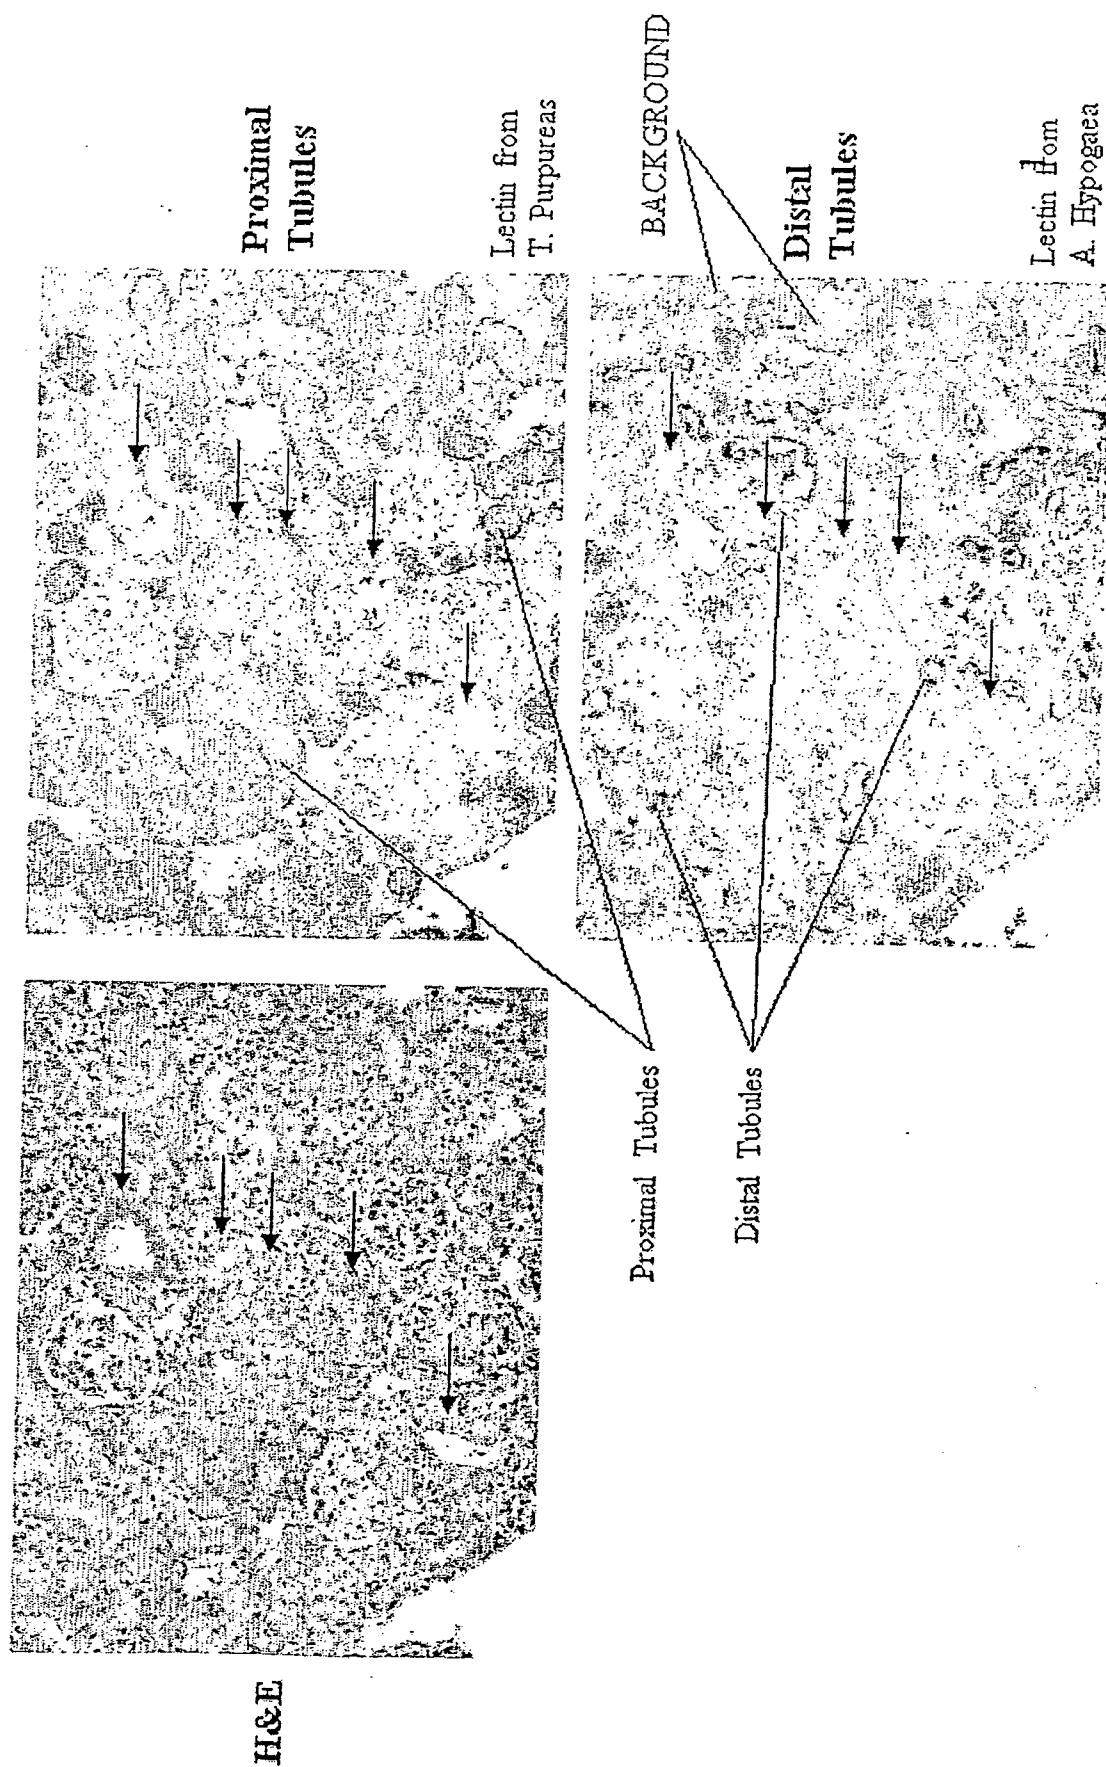 H&E
Proximal
Tubules
Lectin from
T. Purpureas
Proximal Tubules
Distal Tubules
BACKGROUND
Distal
Tubules
Lectin from
A. Hypogaea